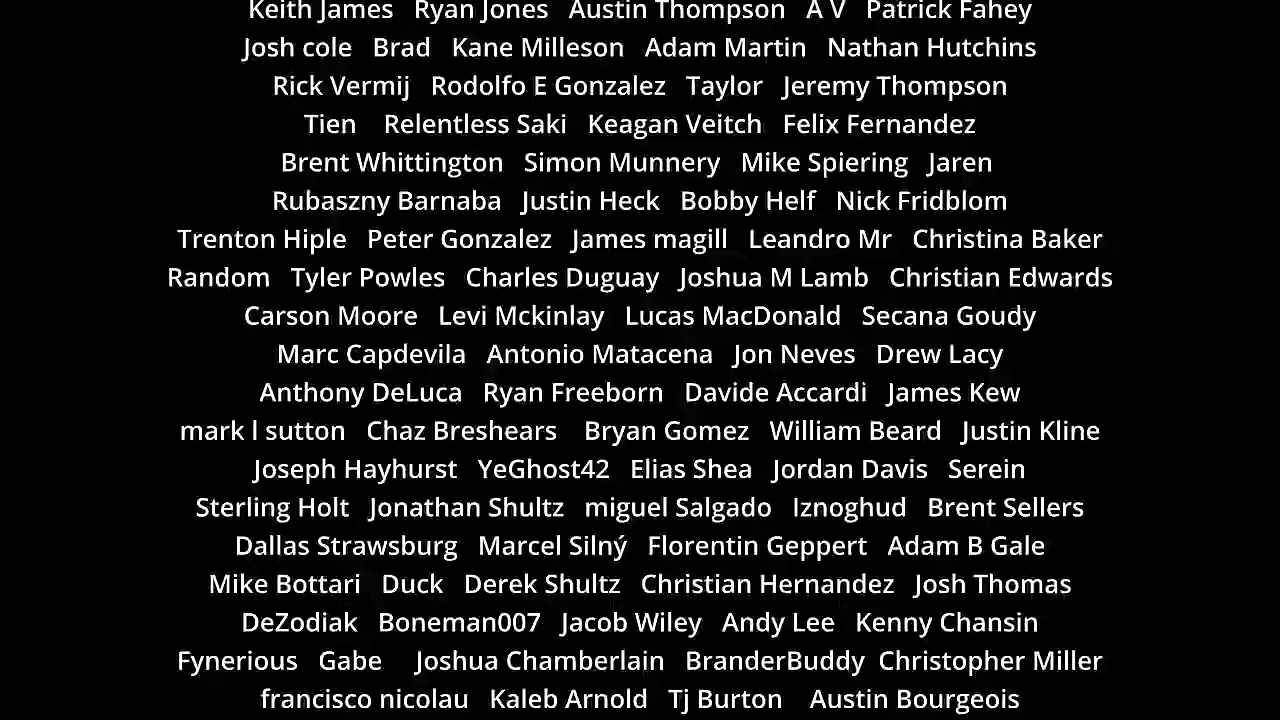 Keith James Ryan Jones Austin Thompson A V Patrick Fahey
Josh cole Brad Kane Milleson Adam Martin Nathan Hutchins
Rick Vermij Rodolfo E Gonzalez Taylor Jeremy Thompson
Tien Relentless Saki Keagan Veitch Felix Fernandez
Brent Whittington Simon Munnery Mike Spiering Jaren
Rubaszny Barnaba Justin Heck Bobby Helf Nick Fridblom
Trenton Hiple Peter Gonzalez James magill Leandro Mr Christina Baker
Random Tyler Powles Charles Duguay Joshua M Lamb Christian Edwards
Carson Moore Levi Mckinlay Lucas MacDonald Secana Goudy
Marc Capdevila Antonio Matacena Jon Neves Drew Lacy
Anthony DeLuca Ryan Freeborn Davide Accardi James Kew
mark l sutton Chaz Breshears Bryan Gomez William Beard Justin Kline
Joseph Hayhurst YeGhost42 Elias Shea Jordan Davis Serein
Sterling Holt Jonathan Shultz miguel Salgado Iznoghud Brent Sellers
Dallas Strawsburg Marcel Silný Florentin Geppert Adam B Gale
Mike Bottari Duck Derek Shultz Christian Hernandez Josh Thomas
DeZodiak Boneman007 Jacob Wiley Andy Lee Kenny Chansin
Fynerious Gabe Joshua Chamberlain BranderBuddy Christopher Miller
francisco nicolau Kaleb Arnold Tj Burton Austin Bourgeois